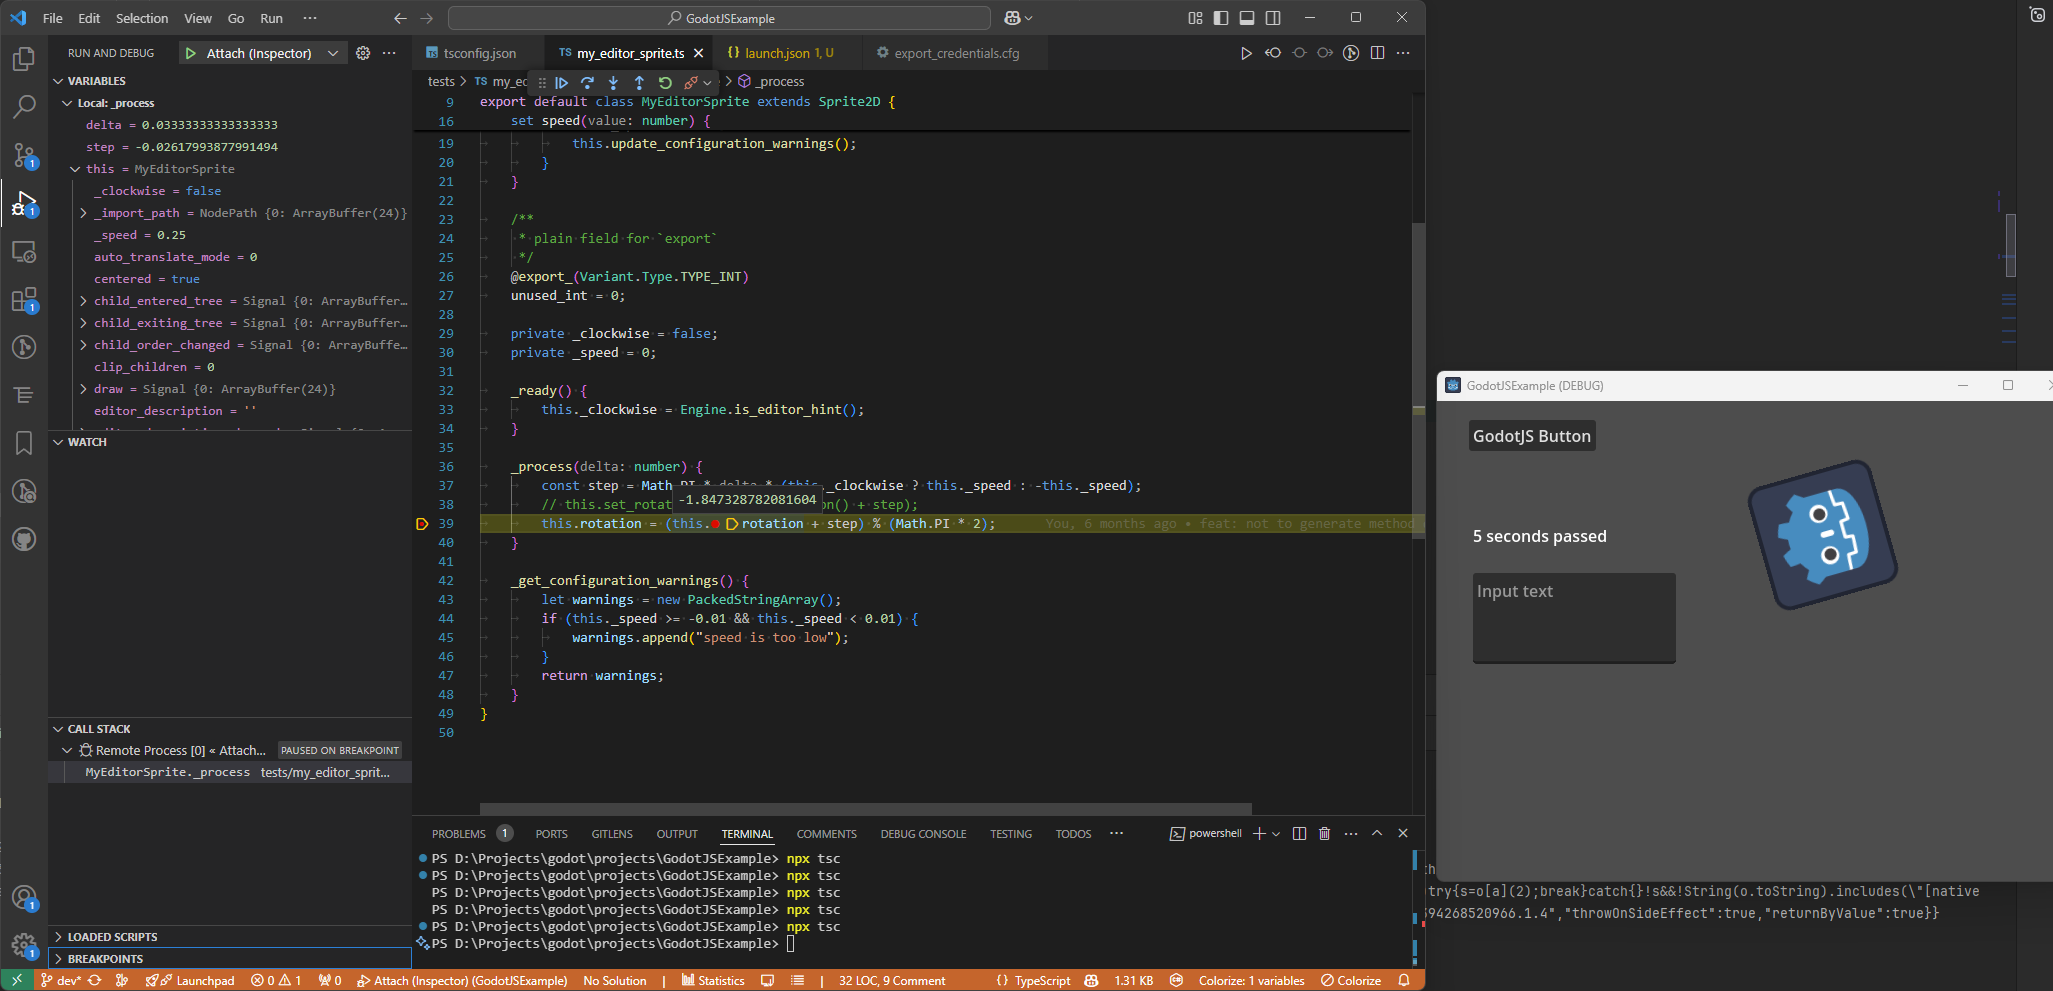 File Edit Selection View Go Run ···
GodotJSExample
RUN AND DEBUG
Attach (Inspector)
VARIABLES
Local: _process
delta = 0.03333333333333333
step = -0.02617993877991494
this = MyEditorSprite
_clockwise = false
_import_path = NodePath {0: ArrayBuffer(24)}
_speed = 0.25
auto_translate_mode = 0
centered = true
child_entered_tree = Signal {0: ArrayBuffer…
child_exiting_tree = Signal {0: ArrayBuffer…
child_order_changed = Signal {0: ArrayBuffe…
clip_children = 0
draw = Signal {0: ArrayBuffer(24)}
editor_description = ''
WATCH
CALL STACK
Remote Process [0] « Attach...
PAUSED ON BREAKPOINT
MyEditorSprite._process tests/my_editor_sprit...
LOADED SCRIPTS
BREAKPOINTS
tsconfig.json
TS my_editor_sprite.ts
{} launch.json 1, U
export_credentials.cfg
tests > TS my_ed
> _process
9 export default class MyEditorSprite extends Sprite2D {
16 set speed(value: number) {
19 this.update_configuration_warnings();
20 }
21 }
22
23 /**
24 * plain field for `export`
25 */
26 @export_(Variant.Type.TYPE_INT)
27 unused_int = 0;
28
29 private _clockwise = false;
30 private _speed = 0;
31
32 _ready() {
33 this._clockwise = Engine.is_editor_hint();
34 }
35
36 _process(delta: number) {
37 const step = Math.PI * delta * (this._clockwise ? this._speed : -this._speed);
-1.847328782081604
38 // this.set_rotat on() + step);
39 this.rotation = (this.rotation + step) % (Math.PI * 2); You, 6 months ago • feat: not to generate method
40 }
41
42 _get_configuration_warnings() {
43 let warnings = new PackedStringArray();
44 if (this._speed >= -0.01 && this._speed < 0.01) {
45 warnings.append("speed is too low");
46 }
47 return warnings;
48 }
49 }
50
PROBLEMS 1 PORTS GITLENS OUTPUT TERMINAL COMMENTS DEBUG CONSOLE TESTING TODOS ···
powershell
PS D:\Projects\godot\projects\GodotJSExample> npx tsc
PS D:\Projects\godot\projects\GodotJSExample> npx tsc
PS D:\Projects\godot\projects\GodotJSExample> npx tsc
PS D:\Projects\godot\projects\GodotJSExample> npx tsc
PS D:\Projects\godot\projects\GodotJSExample> npx tsc
PS D:\Projects\godot\projects\GodotJSExample>
dev* Launchpad 0 1 0 Attach (Inspector) (GodotJSExample) No Solution | Statistics | 32 LOC, 9 Comment {} TypeScript 1.31 KB Colorize: 1 variables Colorize
GodotJSExample (DEBUG)
GodotJS Button
5 seconds passed
Input text
try{s=o[a](2);break}catch{}!s&&!String(o.toString).includes(\"[native
94268520966.1.4","throwOnSideEffect":true,"returnByValue":true}}